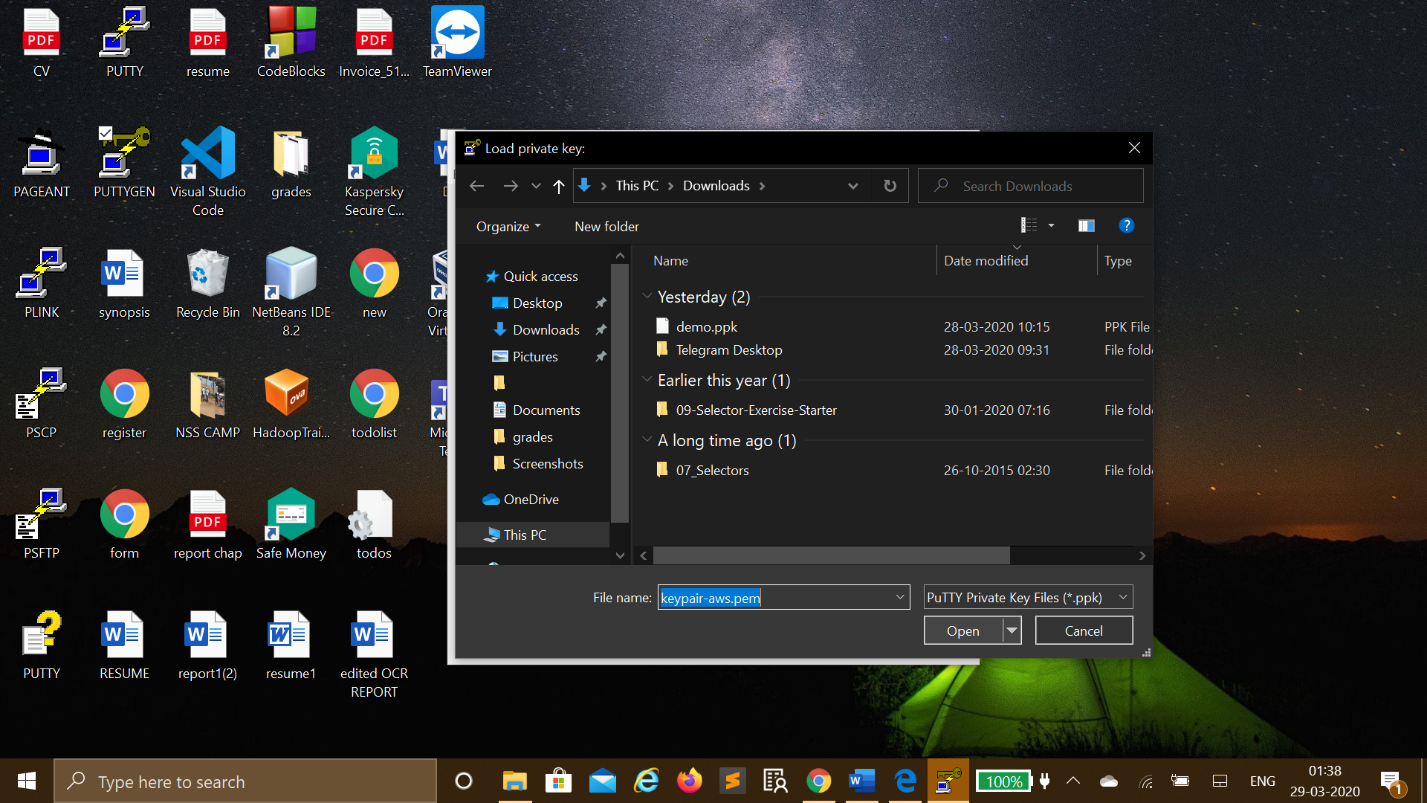 CV
PUTTY
resume
CodeBlocks
Invoice_51...
TeamViewer
PAGEANT
PUTTYGEN
Visual Studio
Code
grades
Kaspersky
Secure C...
PLINK
synopsis
Recycle Bin
NetBeans IDE
8.2
new
Ora
Virt
PSCP
register
NSS CAMP
HadoopTrai...
todolist
Mic
Te
PSFTP
form
report chap
Safe Money
todos
PUTTY
RESUME
report1(2)
resume1
edited OCR
REPORT
PDF
PDF
PDF
PDF
ova
Load private key:
This PC
Downloads
Search Downloads
Organize
New folder
Quick access
Desktop
Downloads
Pictures
Documents
grades
Screenshots
OneDrive
This PC
Name Date modified Type
Yesterday (2)
demo.ppk 28-03-2020 10:15 PPK File
Telegram Desktop 28-03-2020 09:31 File folde
Earlier this year (1)
09-Selector-Exercise-Starter 30-01-2020 07:16 File folde
A long time ago (1)
07_Selectors 26-10-2015 02:30 File folde
File name: keypair-aws.pem PuTTY Private Key Files (*.ppk)
Open Cancel
Type here to search
100%
ENG
01:38
29-03-2020
1